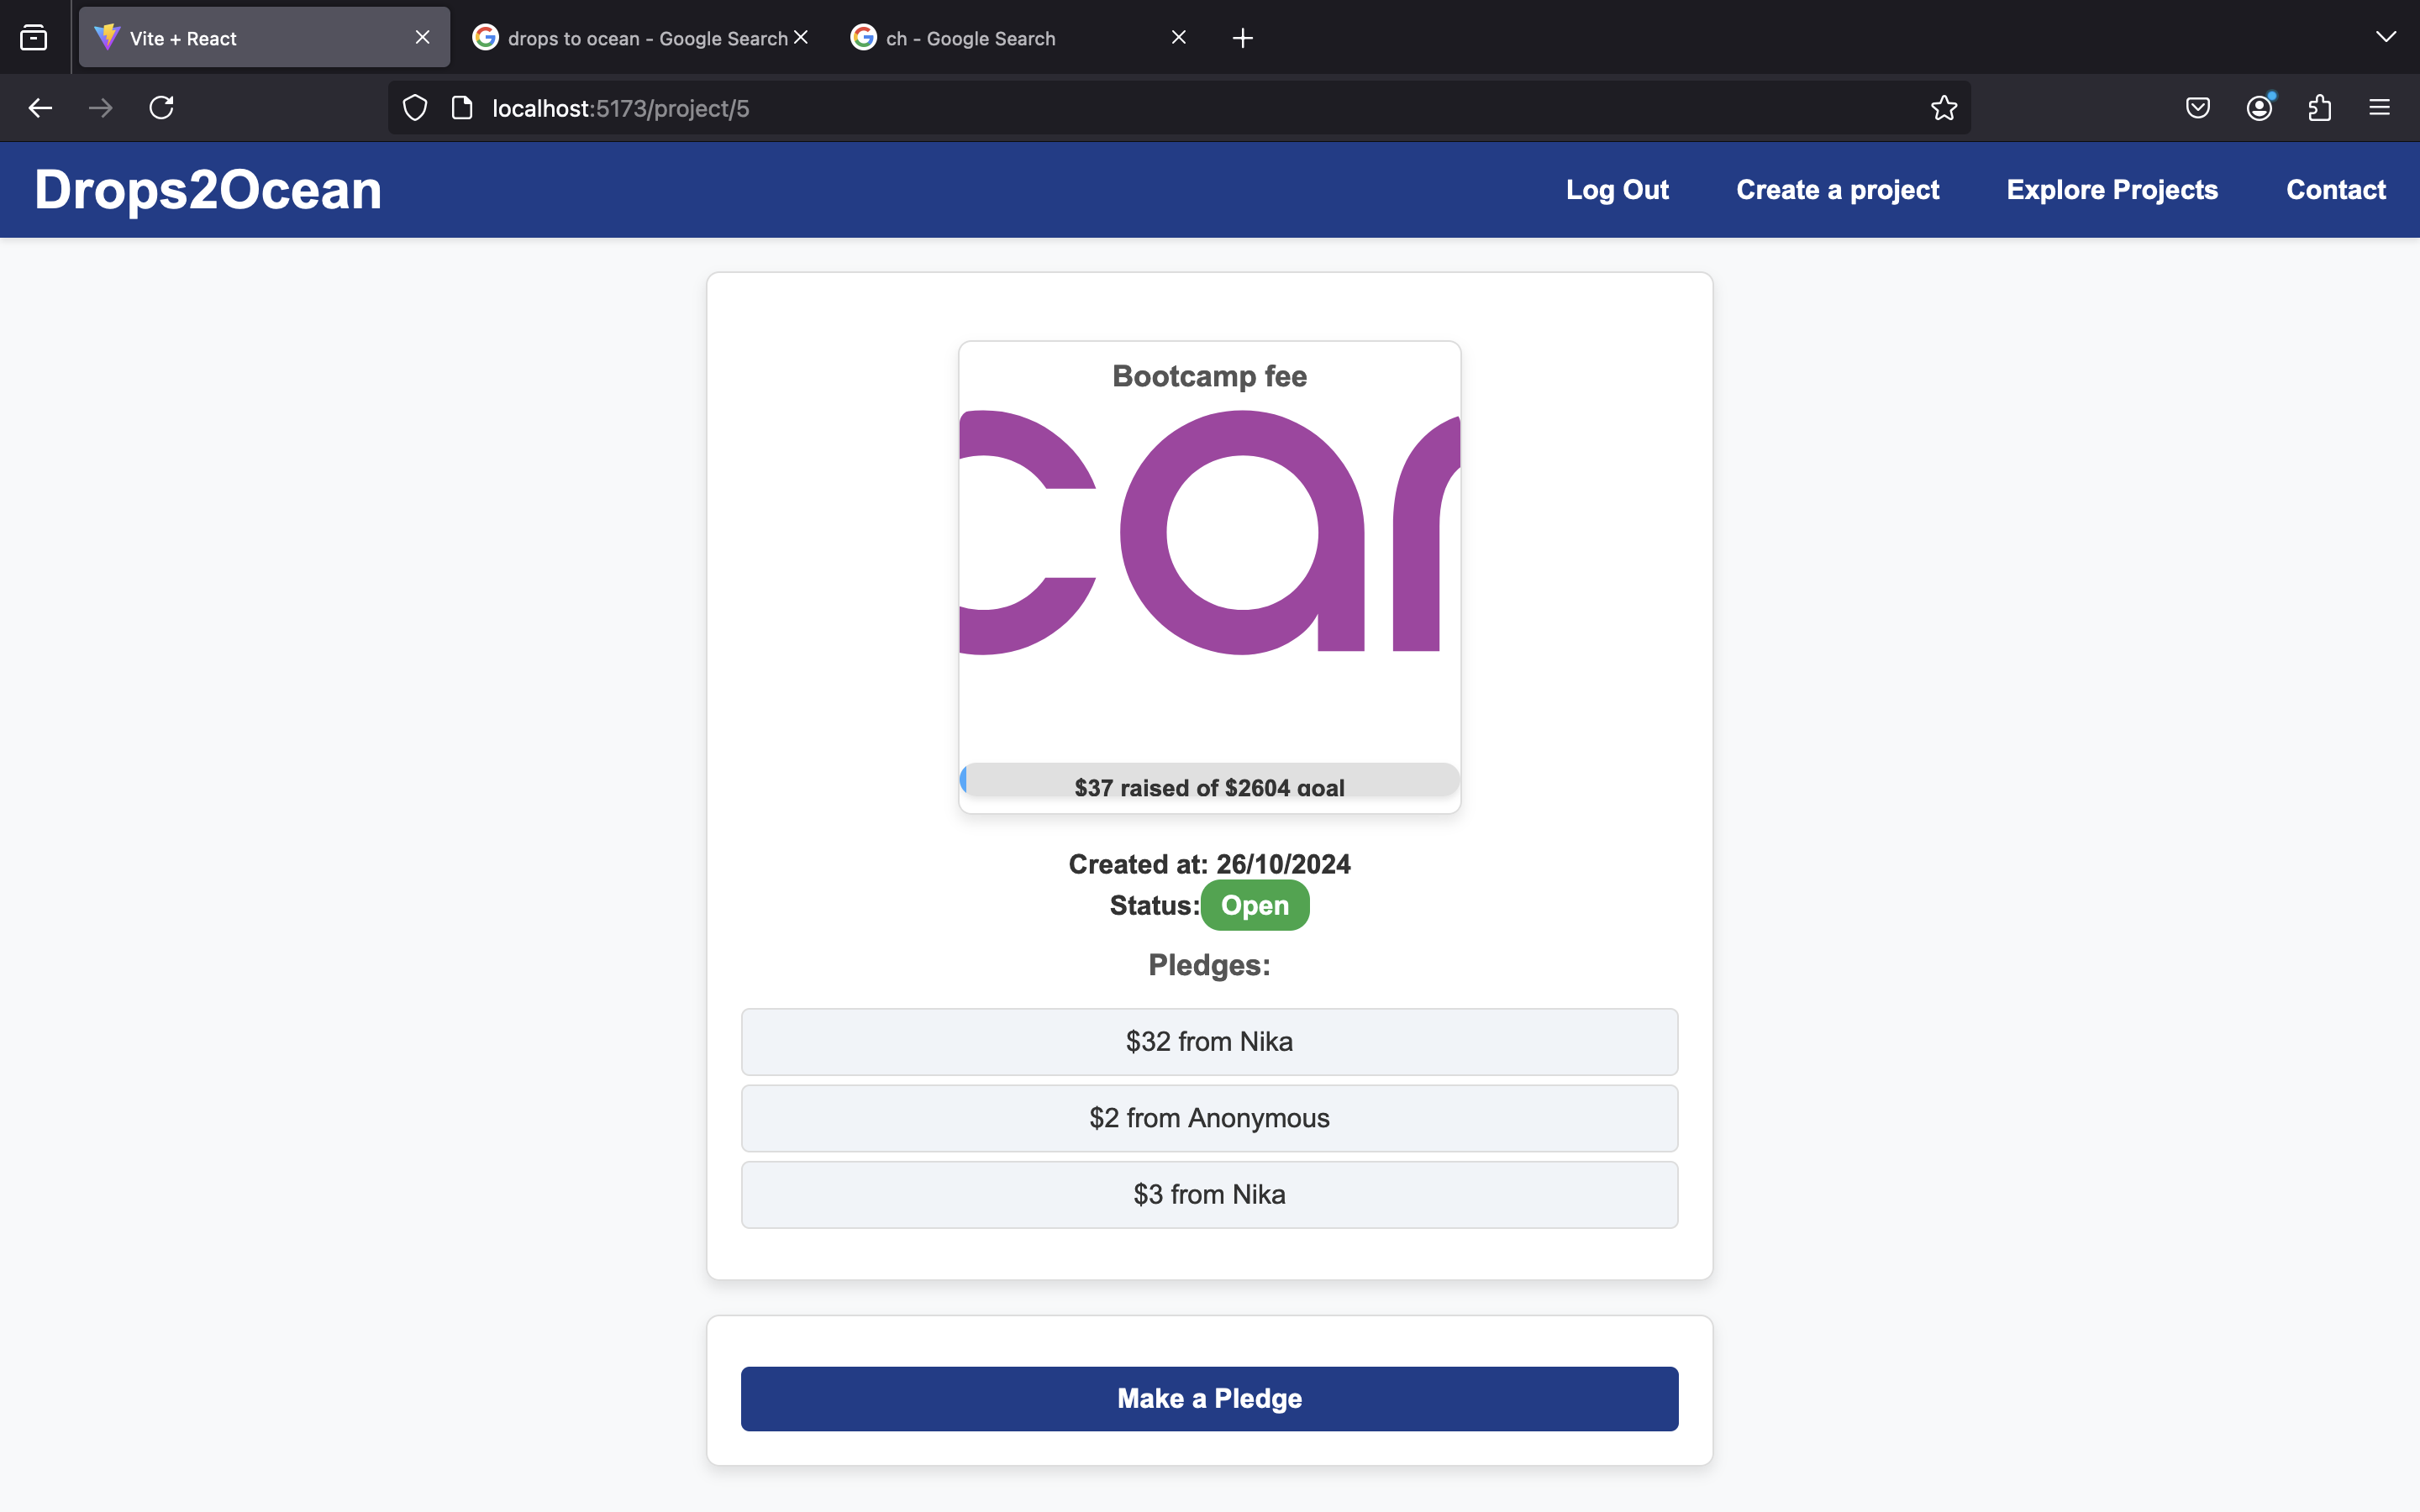 Vite + React
drops to ocean - Google Search
ch - Google Search
localhost:5173/project/5
Drops2Ocean
Log Out
Create a project
Explore Projects
Contact
Bootcamp fee
car
$37 raised of $2604 goal
Created at: 26/10/2024
Status: Open
Pledges:
$32 from Nika
$2 from Anonymous
$3 from Nika
Make a Pledge